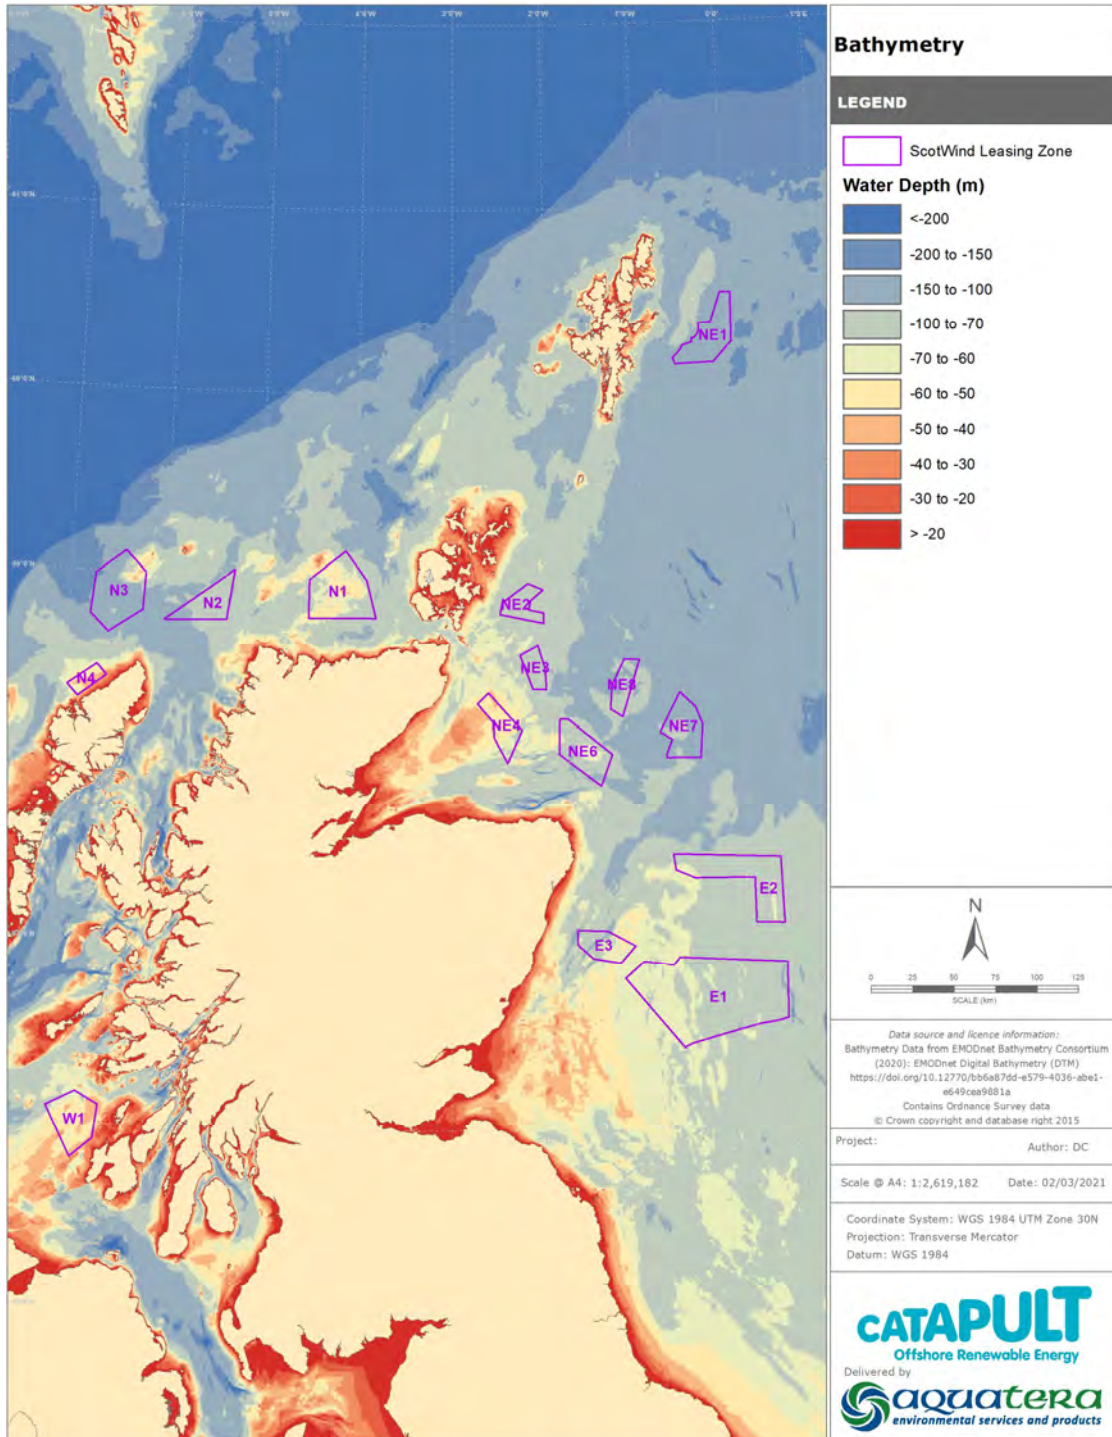 Bathymetry
LEGEND
ScotWind Leasing Zone
Water Depth (m)
<-200
-200 to -150
-150 to -100
-100 to -70
-70 to -60
-60 to -50
-50 to -40
-40 to -30
-30 to -20
> -20
NE1
N3
N2
N1
NE2
N4
NE3
NE8
NE4
NE6
NE7
E2
E3
E1
W1
N
0 25 50 75 100 125
SCALE (km)
Data source and licence information:
Bathymetry Data from EMODnet Bathymetry Consortium
(2020): EMODnet Digital Bathymetry (DTM)
https://doi.org/10.12770/bb6a87dd-e579-4036-abe1-
e649cea9881a
Contains Ordnance Survey data
© Crown copyright and database right 2015
Project:
Author: DC
Scale @ A4: 1:2,619,182 Date: 02/03/2021
Coordinate System: WGS 1984 UTM Zone 30N
Projection: Transverse Mercator
Datum: WGS 1984
CATAPULT
Offshore Renewable Energy
Delivered by
aquatera
environmental services and products